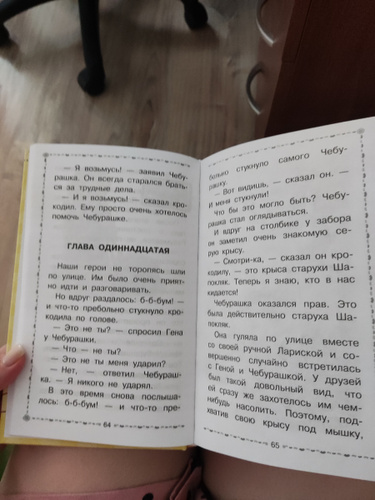 — Я возьмусь! — заявил Чебу-
рашка. Он всегда старался брать-
ся за трудные дела.
— И я возьмусь! — сказал кро-
кодил. Ему просто очень хотелось
помочь Чебурашке.
ГЛАВА ОДИННАДЦАТАЯ
Наши герои не торопясь шли
по улице. Им было очень прият-
но идти и разговаривать.
Но вдруг раздалось: б-б-бум! —
и что-то пребольно стукнуло кро-
кодила по голове.
— Это не ты? — спросил Гена
у Чебурашки.
— Что — не ты?
— Это не ты меня ударил?
— Нет, — ответил Чебураш-
ка. — Я никого не ударял.
В это время снова послыша-
лось: б-б-бум! — и что-то пре-
64
больно стукнуло самого Чебу-
рашку.
— Вот видишь, — сказал он. —
И меня стукнули!
Что бы это могло быть? Чебу-
рашка стал оглядываться.
И вдруг на столбике у забора
он заметил очень знакомую се-
рую крысу.
— Смотри-ка, — сказал он кро-
кодилу, — это крыса старухи Ша-
покляк. Теперь я знаю, кто в нас
кидается!
Чебурашка оказался прав. Это
была действительно старуха Ша-
покляк.
Она гуляла по улице вместе
со своей ручной Лариской и со-
вершенно случайно встретилась
с Геной и Чебурашкой. У друзей
был такой довольный вид, что
ей сразу же захотелось им чем-
нибудь насолить. Поэтому, под-
хватив свою крысу под мышку,
65